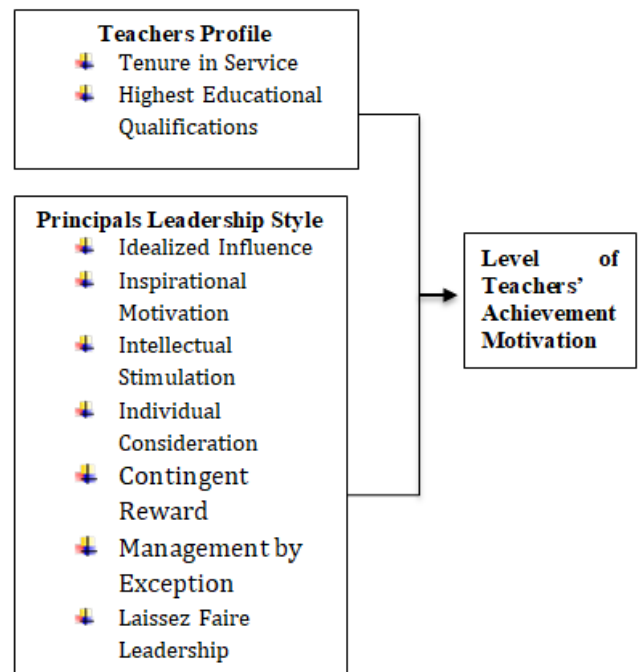 Teachers Profile
Tenure in Service
Highest Educational
Qualifications
Principals Leadership Style
Idealized Influence
Inspirational
Motivation
Intellectual
Stimulation
Individual
Consideration
Contingent
Reward
Management by
Exception
Laissez Faire
Leadership
Level of
Teachers’
Achievement
Motivation